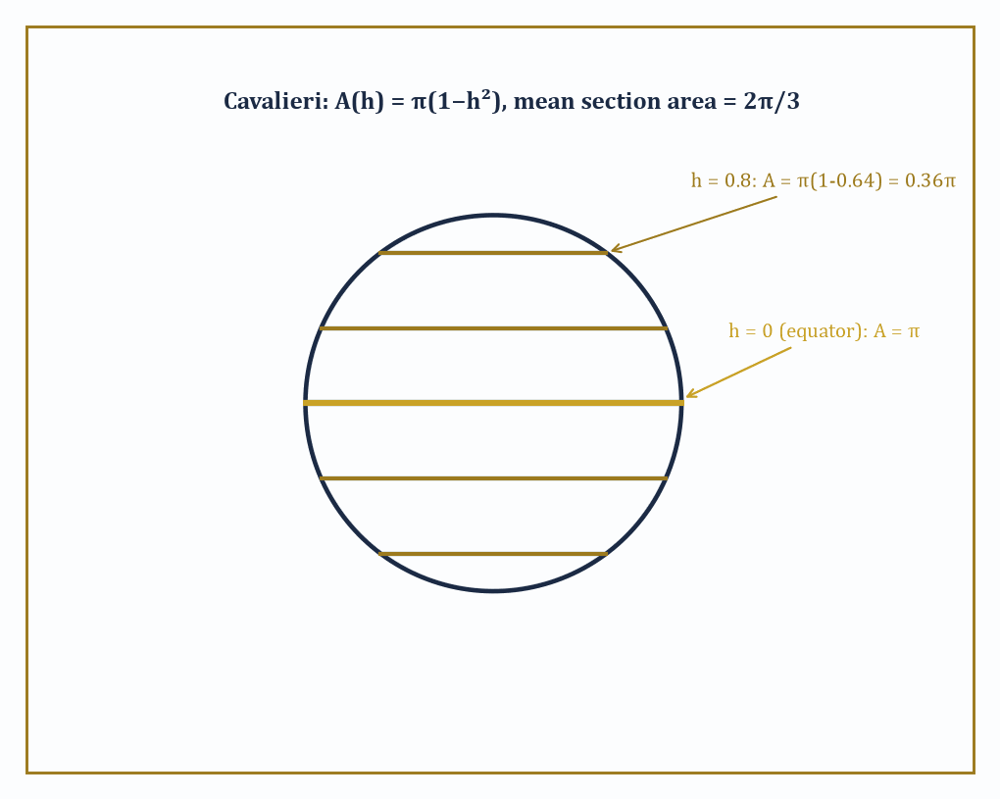 Cavalieri: A(h) = π(1−h²), mean section area = 2π/3
h = 0.8: A = π(1-0.64) = 0.36π
h = 0 (equator): A = π